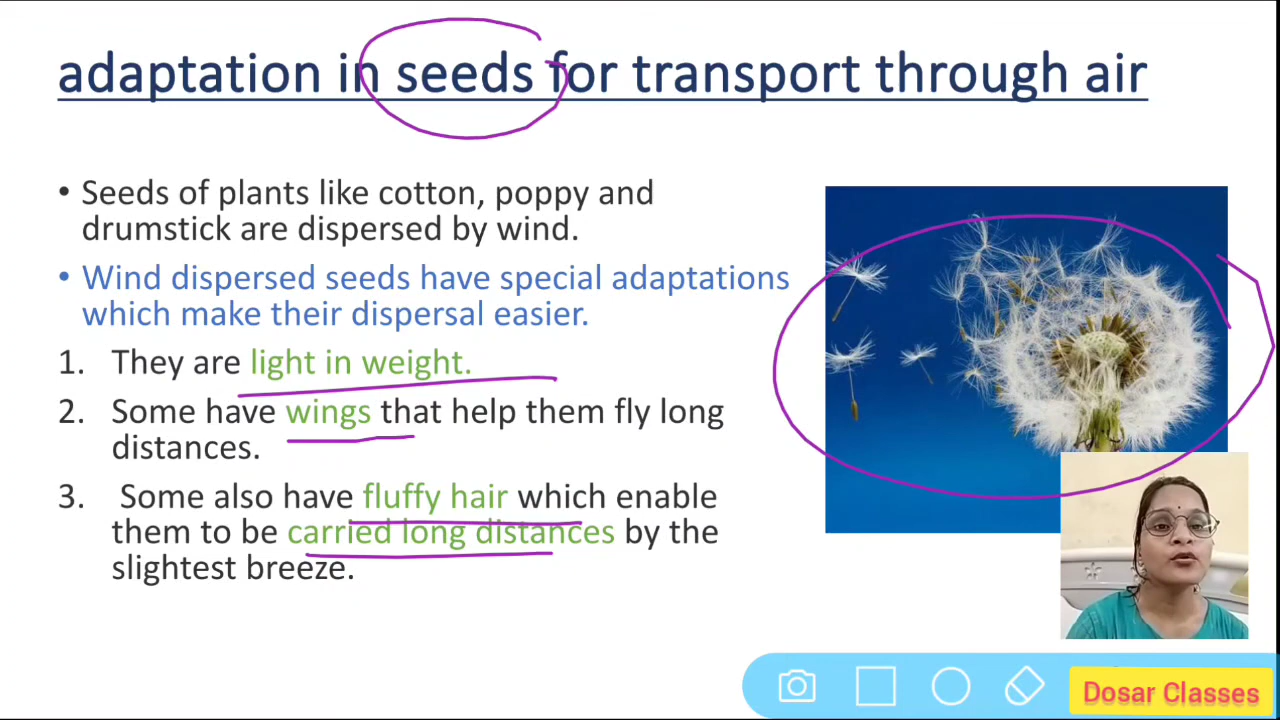 adaptation in seeds for transport through air
• Seeds of plants like cotton, poppy and
drumstick are dispersed by wind.
• Wind dispersed seeds have special adaptations
which make their dispersal easier.
1. They are light in weight.
2. Some have wings that help them fly long
distances.
3. Some also have fluffy hair which enable
them to be carried long distances by the
slightest breeze.
Dosar Classes